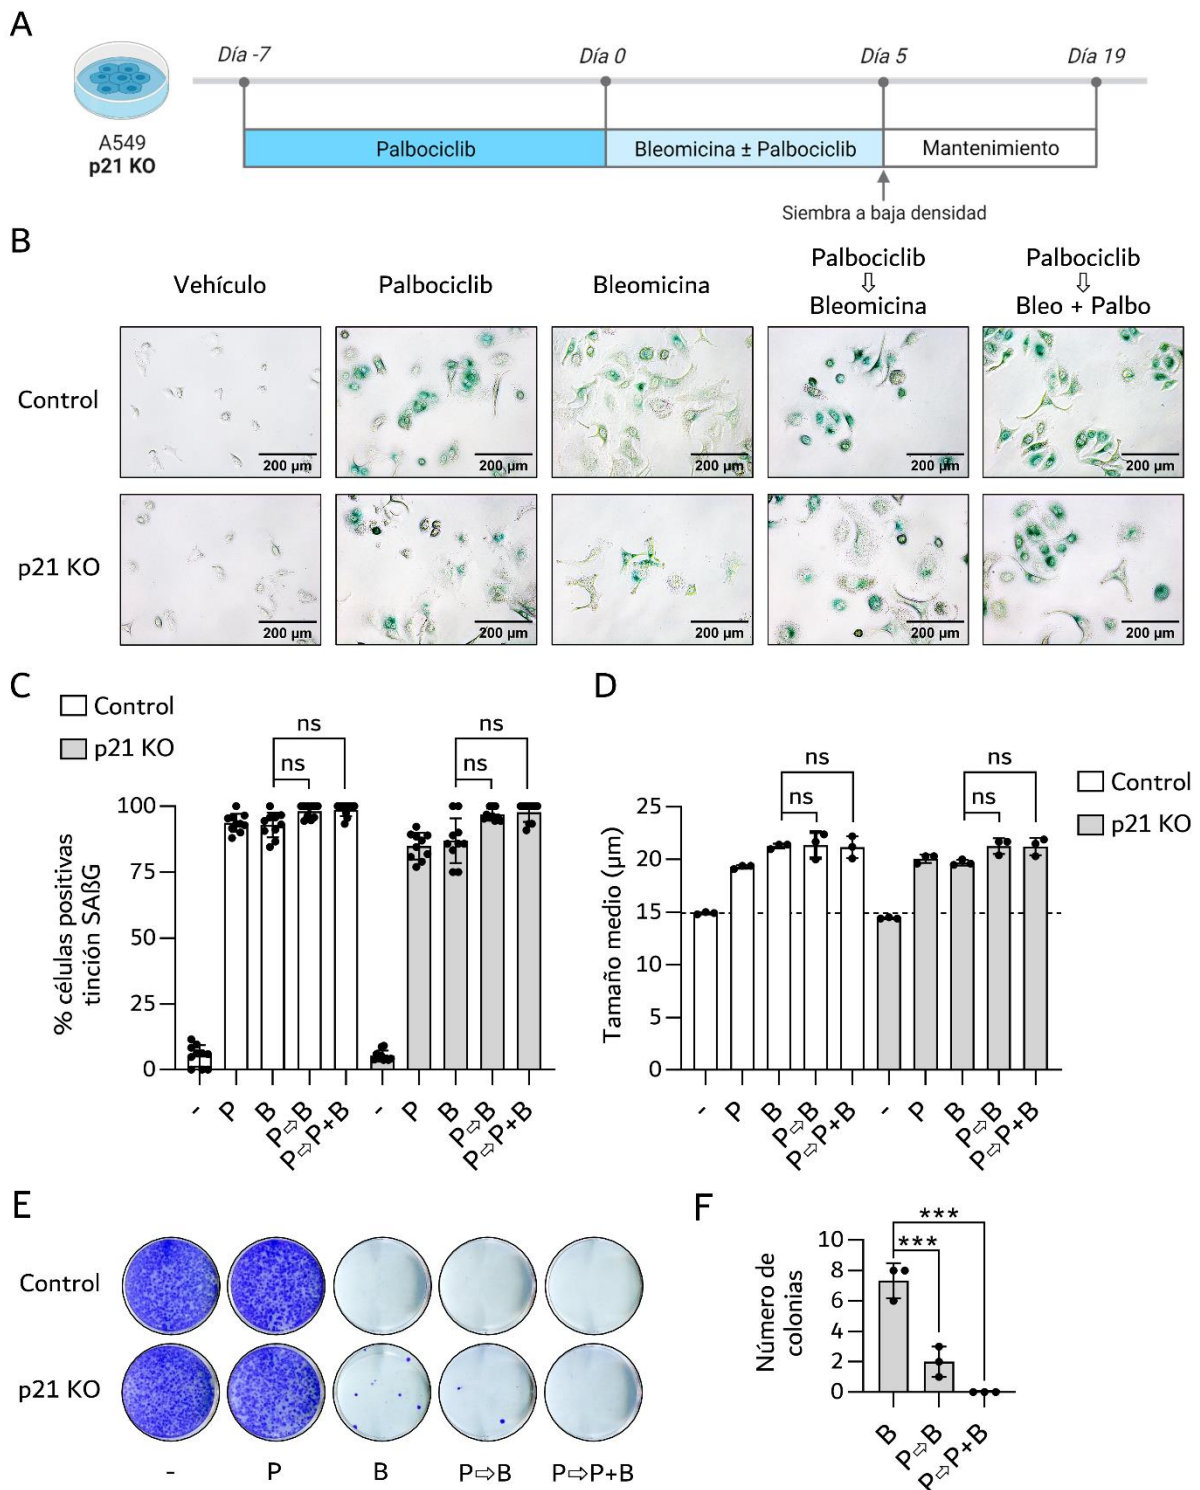 A
Día -7
Día 0
Día 5
Día 19
A549
p21 KO
Palbociclib
Bleomicina ± Palbociclib
Mantenimiento
Siembra a baja densidad
B
Vehículo
Palbociclib
Bleomicina
Palbociclib
⇩
Bleomicina
Palbociclib
⇩
Bleo + Palbo
Control
200 µm
200 µm
200 µm
200 µm
200 µm
p21 KO
200 µm
200 µm
200 µm
200 µm
200 µm
C
Control
p21 KO
ns
ns
ns
ns
% células positivas
tinción SAßG
100
75
50
25
0
-
P
B
P⇨B
P⇨P+B
-
P
B
P⇨B
P⇨P+B
D
Control
p21 KO
ns
ns
ns
ns
Tamaño medio (µm)
25
20
15
10
5
0
-
P
B
P⇨B
P⇨P+B
-
P
B
P⇨B
P⇨P+B
E
Control
p21 KO
-
P
B
P⇨B
P⇨P+B
F
***
***
Número de
colonias
10
8
6
4
2
0
B
P⇨B
P⇨P+B